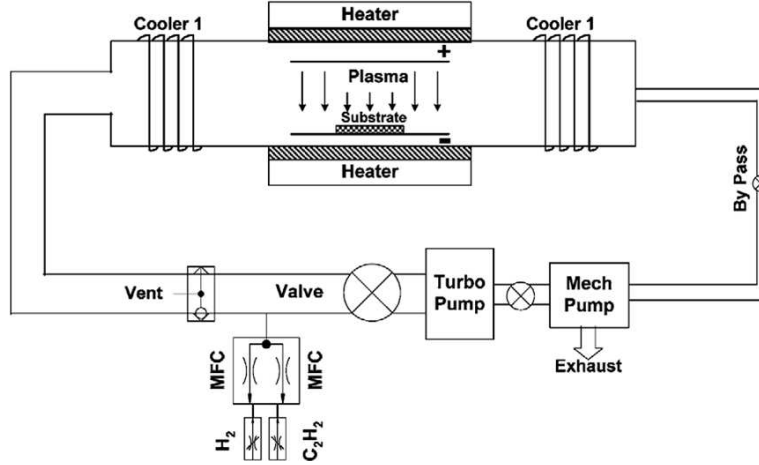 Heater
Cooler 1
Cooler 1
+
Plasma
Substrate
-
Heater
By Pass
Vent
Valve
Turbo
Pump
Mech
Pump
Exhaust
MFC
MFC
H₂
C₂H₂